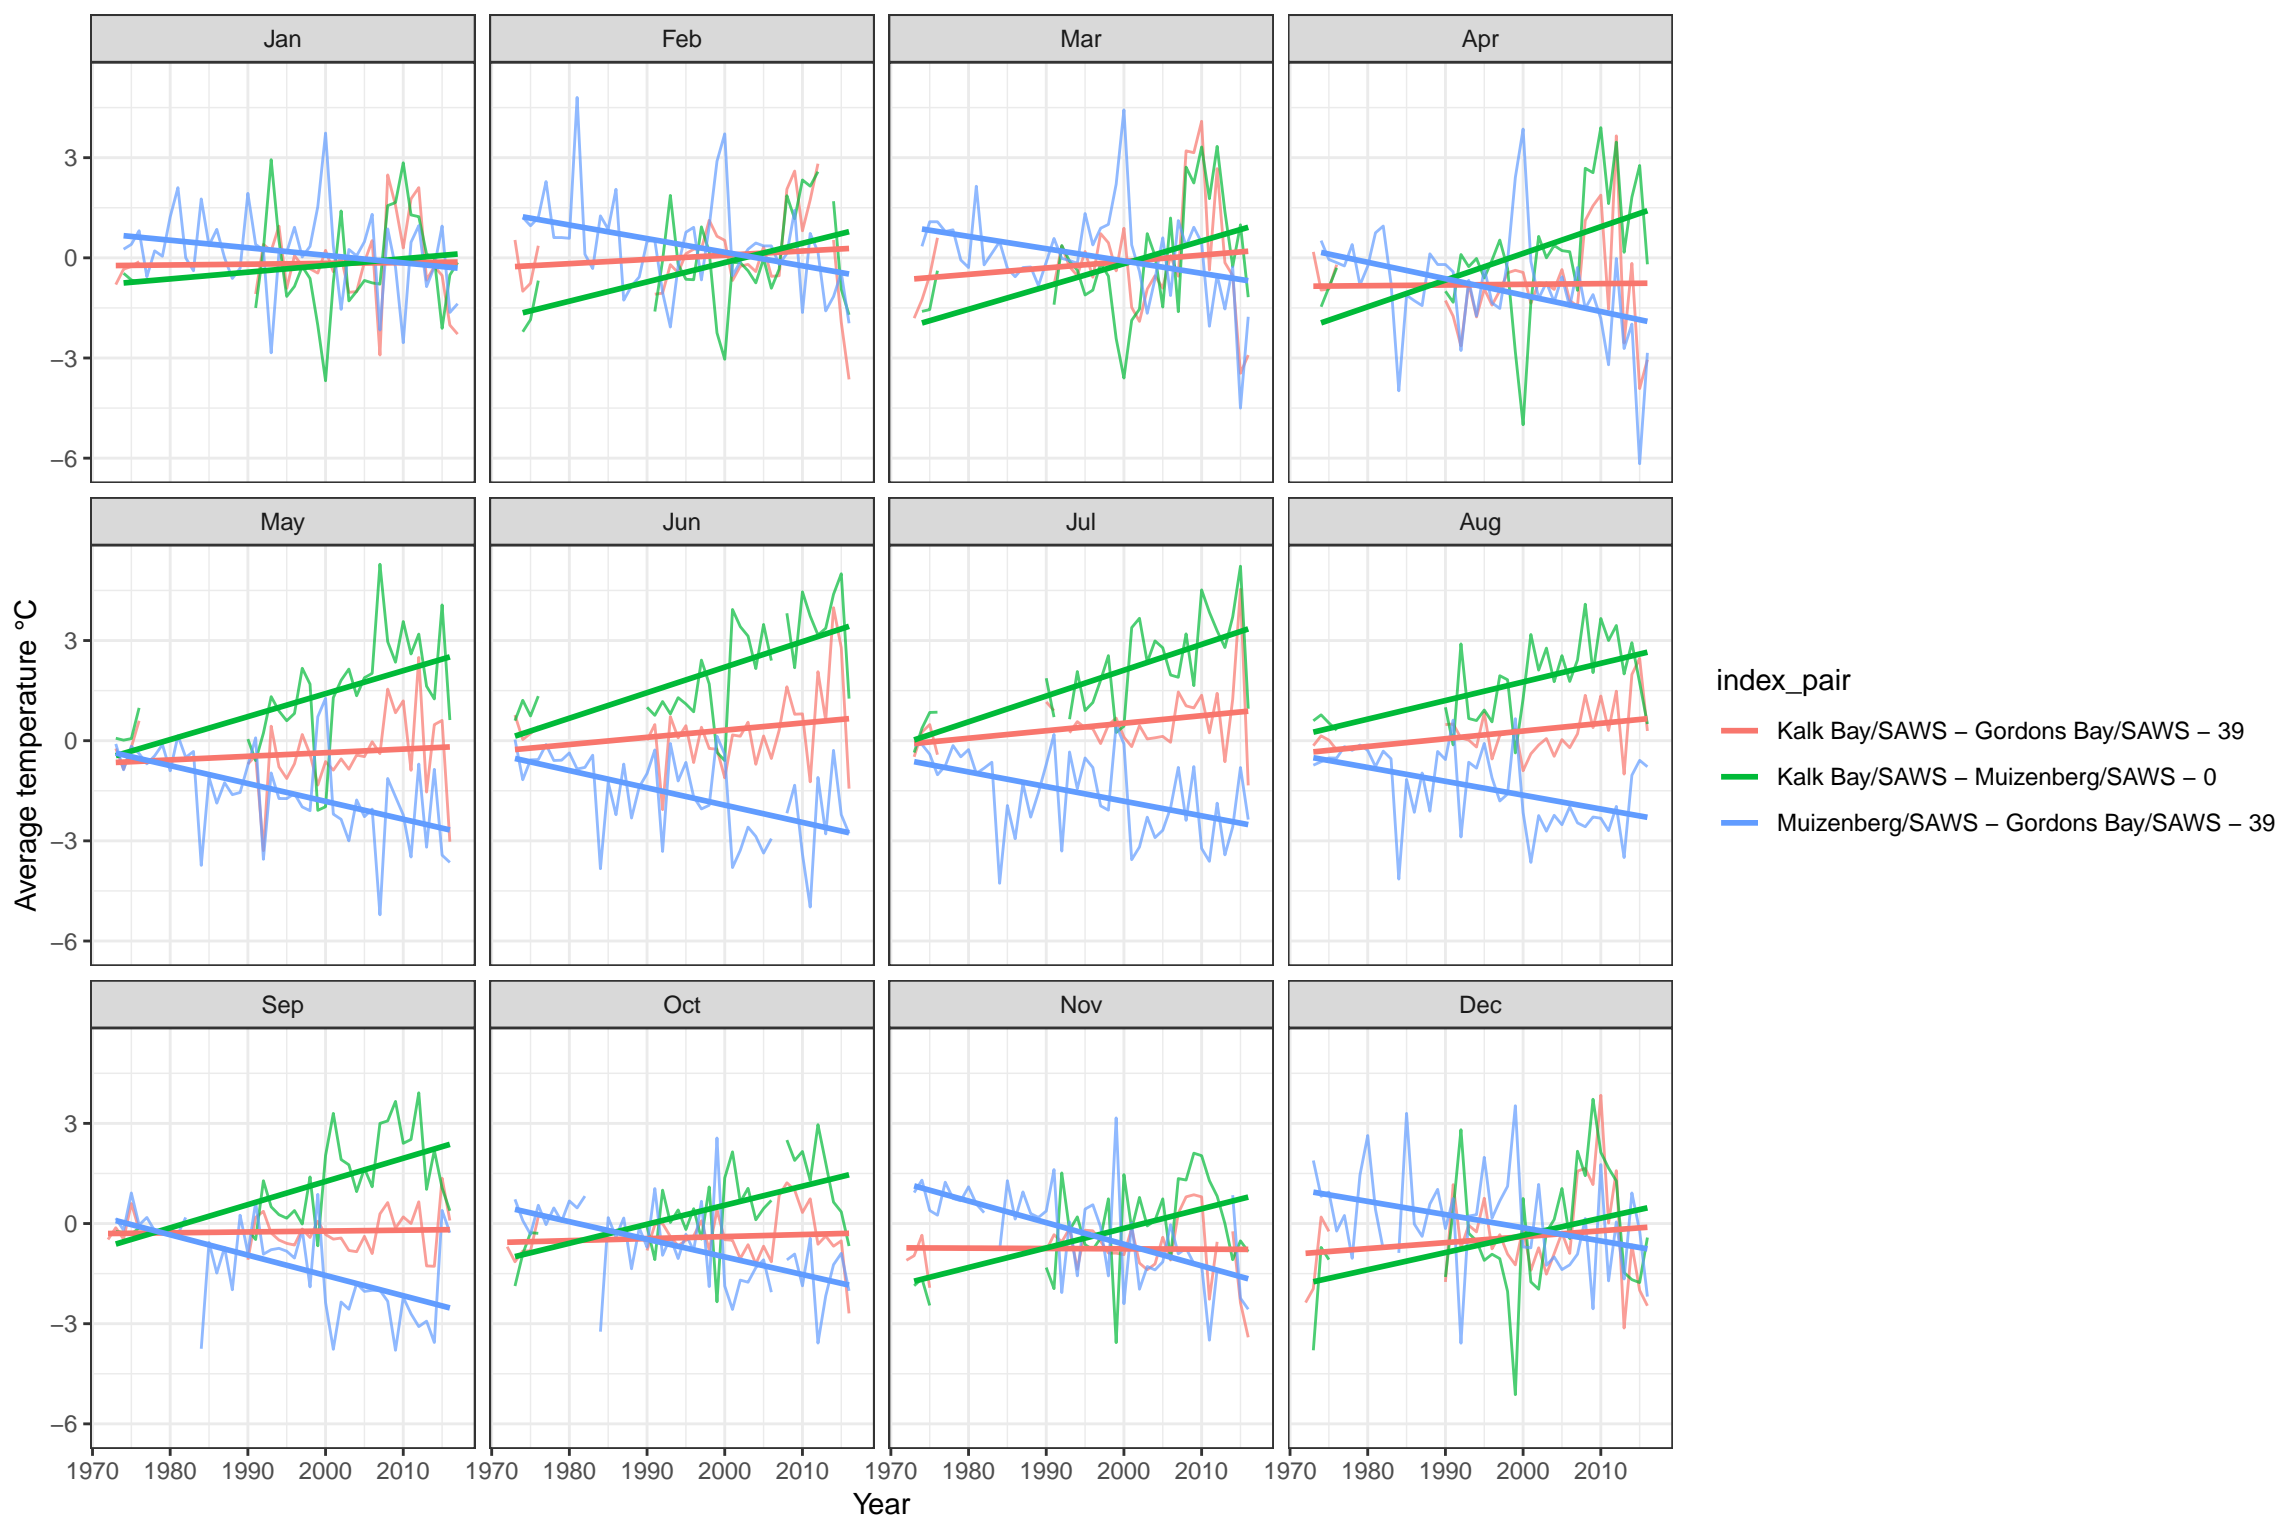 Jan Feb Mar Apr
3
0
−3
−6
May Jun Jul Aug
3
0
−3
−6
Sep Oct Nov Dec
3
0
−3
−6
1970 1980 1990 2000 2010 1970 1980 1990 2000 2010 1970 1980 1990 2000 2010 1970 1980 1990 2000 2010
Year
Average temperature °C
index_pair
Kalk Bay/SAWS − Gordons Bay/SAWS − 39
Kalk Bay/SAWS − Muizenberg/SAWS − 0
Muizenberg/SAWS − Gordons Bay/SAWS − 39